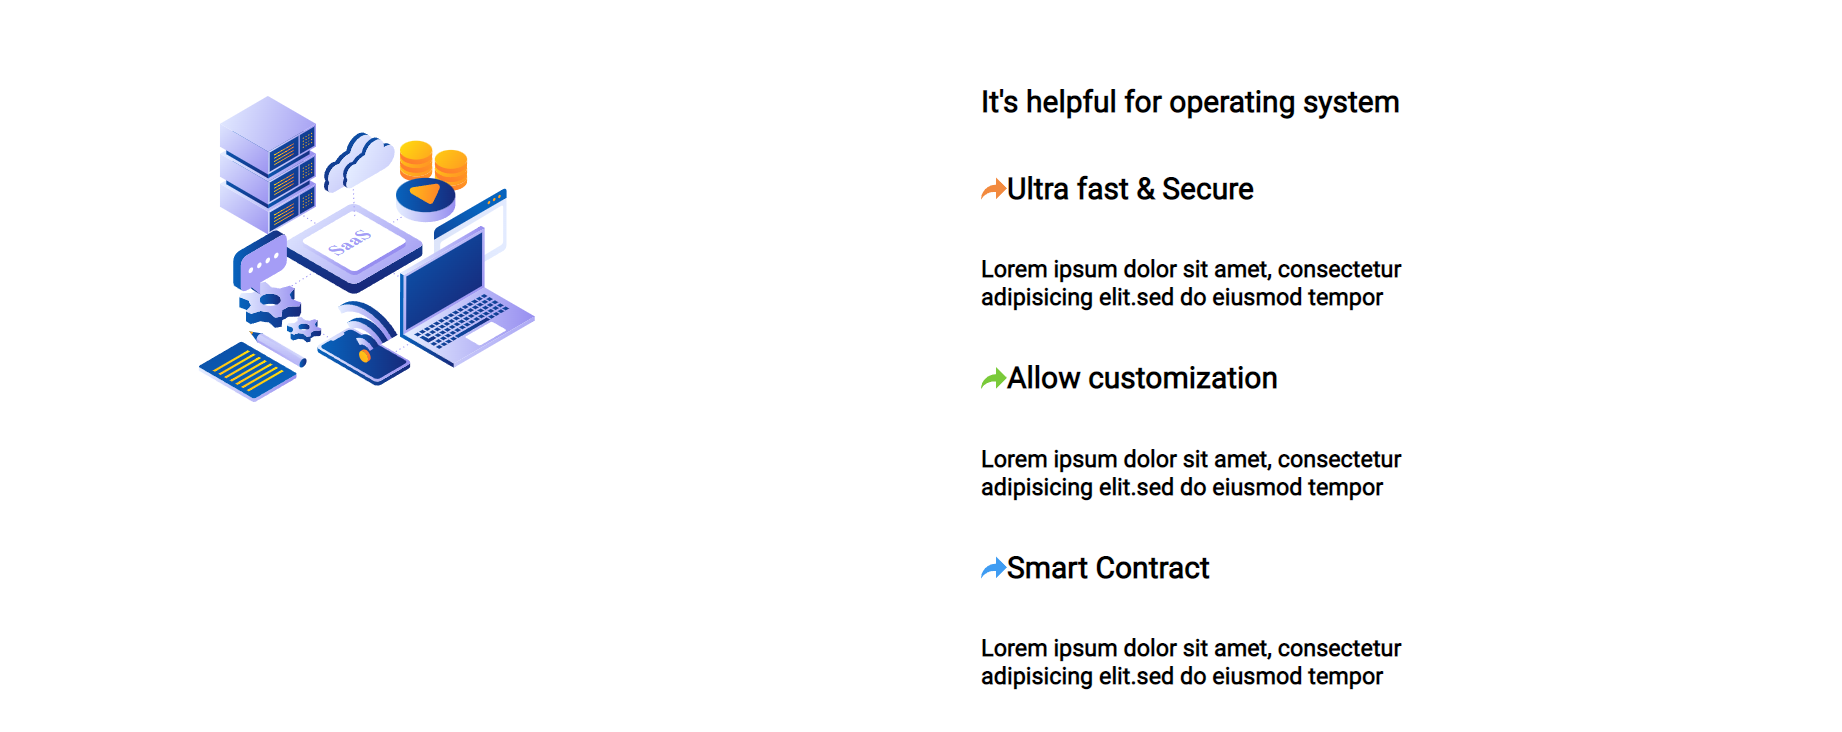 SaaS
It's helpful for operating system
Ultra fast & Secure
Lorem ipsum dolor sit amet, consectetur
adipisicing elit.sed do eiusmod tempor
Allow customization
Lorem ipsum dolor sit amet, consectetur
adipisicing elit.sed do eiusmod tempor
Smart Contract
Lorem ipsum dolor sit amet, consectetur
adipisicing elit.sed do eiusmod tempor